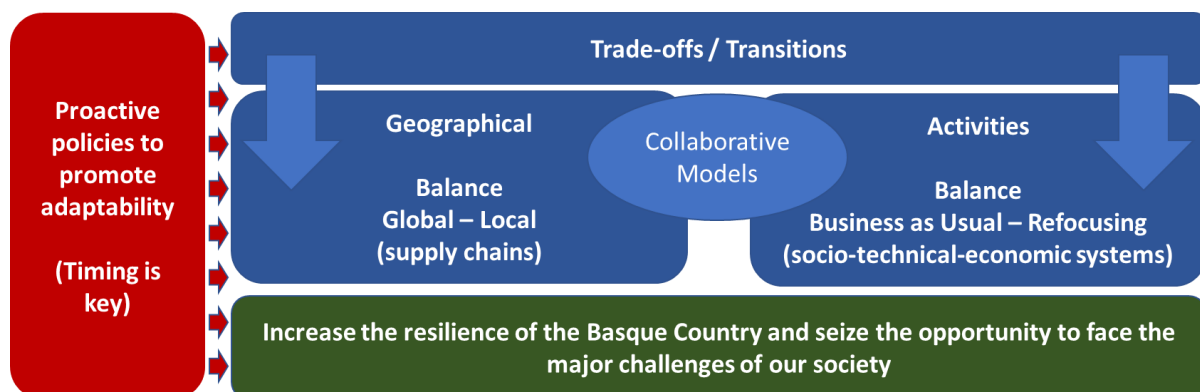 Proactive
policies to
promote
adaptability
(Timing is
key)
Trade-offs / Transitions
Geographical
Balance
Global – Local
(supply chains)
Collaborative
Models
Activities
Balance
Business as Usual – Refocusing
(socio-technical-economic systems)
Increase the resilience of the Basque Country and seize the opportunity to face the
major challenges of our society